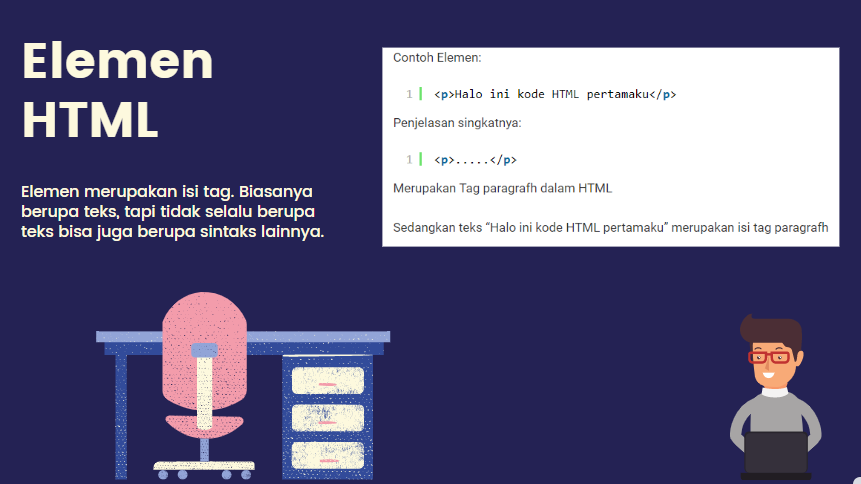 Elemen
HTML
Elemen merupakan isi tag. Biasanya
berupa teks, tapi tidak selalu berupa
teks bisa juga berupa sintaks lainnya.
Contoh Elemen:
1 <p>Halo ini kode HTML pertamaku</p>
Penjelasan singkatnya:
1 <p>.....</p>
Merupakan Tag paragrafh dalam HTML
Sedangkan teks “Halo ini kode HTML pertamaku” merupakan isi tag paragrafh